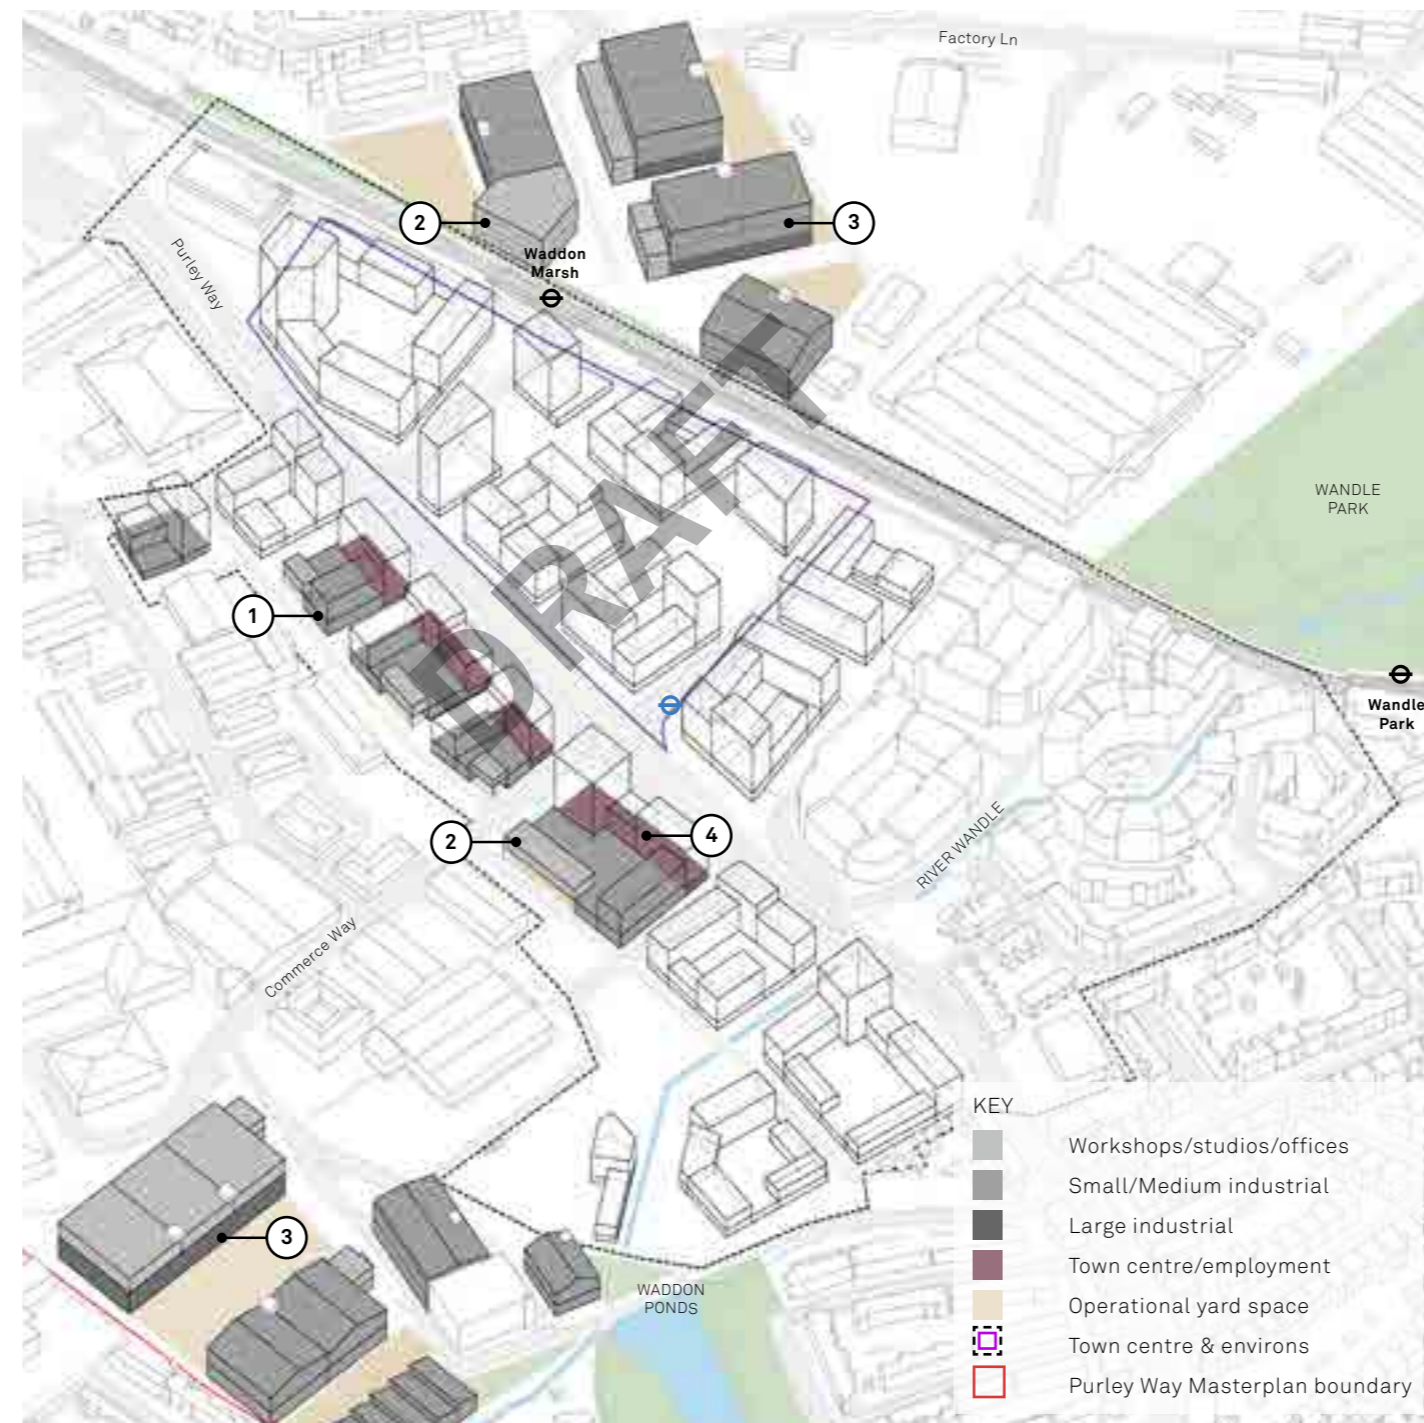 Factory Ln
Purley Way
2
3
Waddon
Marsh
WANDLE
PARK
1
DRAFT
Wandle
Park
2
4
RIVER WANDLE
Commerce Way
3
WADDON
PONDS
KEY
Workshops/studios/offices
Small/Medium industrial
Large industrial
Town centre/employment
Operational yard space
Town centre & environs
Purley Way Masterplan boundary